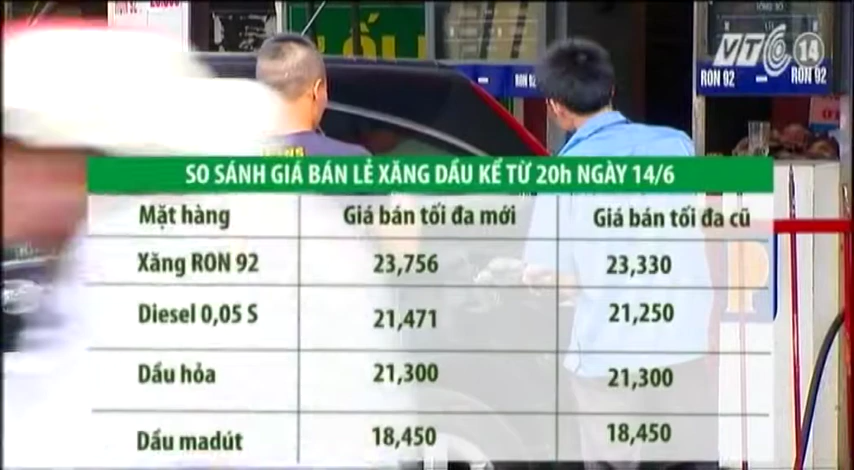 VTC 14
RON 92
RON 92
RON 92
SO SÁNH GIÁ BÁN LẺ XĂNG DẦU KỂ TỪ 20h NGÀY 14/6
Mặt hàng Giá bán tối đa mới Giá bán tối đa cũ
Xăng RON 92 23,756 23,330
Diesel 0,05 S 21,471 21,250
Dầu hỏa 21,300 21,300
Dầu madút 18,450 18,450